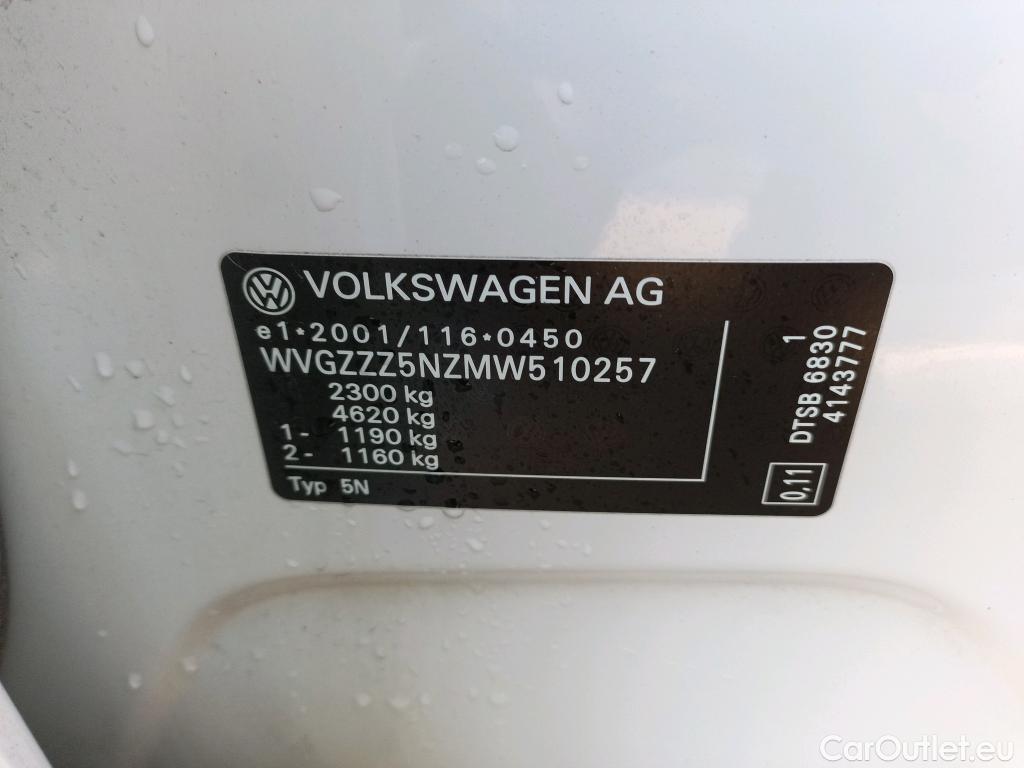 VOLKSWAGEN AG
e1*2001/116*0450
WVGZZZ5NZMW510257
2300 kg
4620 kg
1- 1190 kg
2- 1160 kg
Typ 5N
1
DTSB 6830
4143777
0,11
CarOutlet.eu